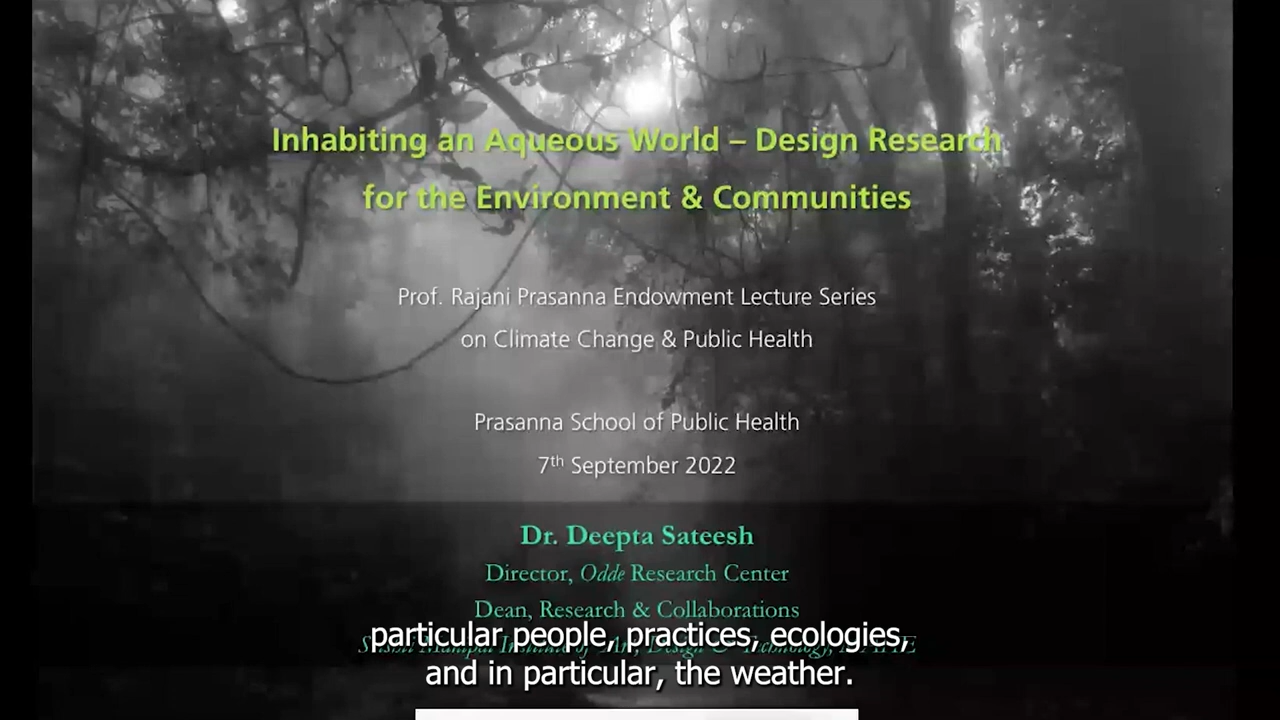 Inhabiting an Aqueous World – Design Research
for the Environment & Communities
Prof. Rajani Prasanna Endowment Lecture Series
on Climate Change & Public Health
Prasanna School of Public Health
7th September 2022
Dr. Deepta Sateesh
Director, Odde Research Center
Dean, Research & Collaborations
particular people, practices, ecologies,
and in particular, the weather.